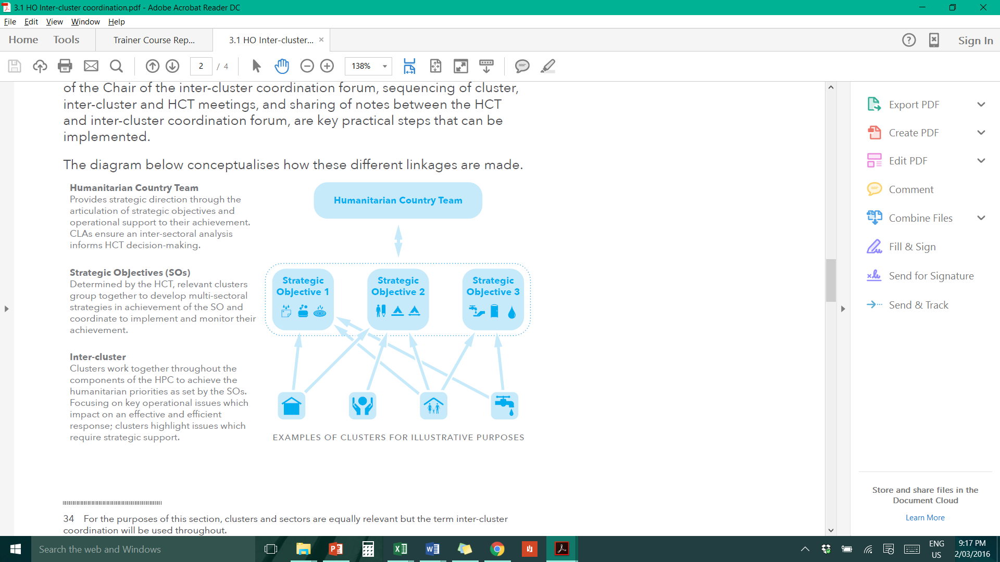 3.1 HO Inter-cluster coordination.pdf - Adobe Acrobat Reader DC
File Edit View Window Help
Home Tools Trainer Course Rep... 3.1 HO Inter-cluster... × ? Sign In
2 / 4 138%
of the Chair of the inter-cluster coordination forum, sequencing of cluster,
inter-cluster and HCT meetings, and sharing of notes between the HCT
and inter-cluster coordination forum, are key practical steps that can be
implemented.
The diagram below conceptualises how these different linkages are made.
Humanitarian Country Team
Provides strategic direction through the
articulation of strategic objectives and
operational support to their achievement.
CLAs ensure an inter-sectoral analysis
informs HCT decision-making.
Strategic Objectives (SOs)
Determined by the HCT, relevant clusters
group together to develop multi-sectoral
strategies in achievement of the SO and
coordinate to implement and monitor their
achievement.
Inter-cluster
Clusters work together throughout the
components of the HPC to achieve the
humanitarian priorities as set by the SOs.
Focusing on key operational issues which
impact on an effective and efficient
response; clusters highlight issues which
require strategic support.
Humanitarian Country Team
Strategic
Objective 1
Strategic
Objective 2
Strategic
Objective 3
EXAMPLES OF CLUSTERS FOR ILLUSTRATIVE PURPOSES
34 For the purposes of this section, clusters and sectors are equally relevant but the term inter-cluster
coordination will be used throughout.
Export PDF
Create PDF
Edit PDF
Comment
Combine Files
Fill & Sign
Send for Signature
Send & Track
Store and share files in the
Document Cloud
Learn More
Search the web and Windows
ENG
US
9:17 PM
2/03/2016